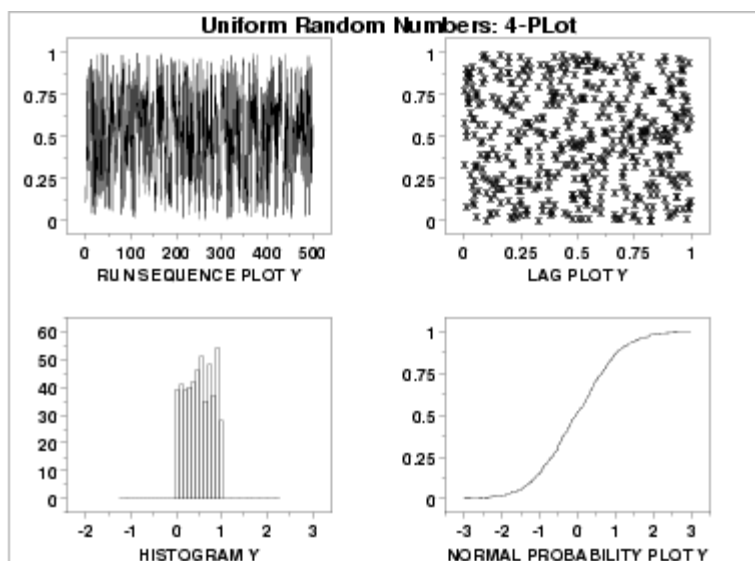 Uniform Random Numbers: 4-PLot
1
0.75
0.5
0.25
0
0 100 200 300 400 500
RUN SEQUENCE PLOT Y
1
0.75
0.5
0.25
0
0 0.25 0.5 0.75 1
LAG PLOT Y
60
50
40
30
20
10
0
-2 -1 0 1 2 3
HISTOGRAM Y
1
0.75
0.5
0.25
0
-3 -2 -1 0 1 2 3
NORMAL PROBABILITY PLOT Y